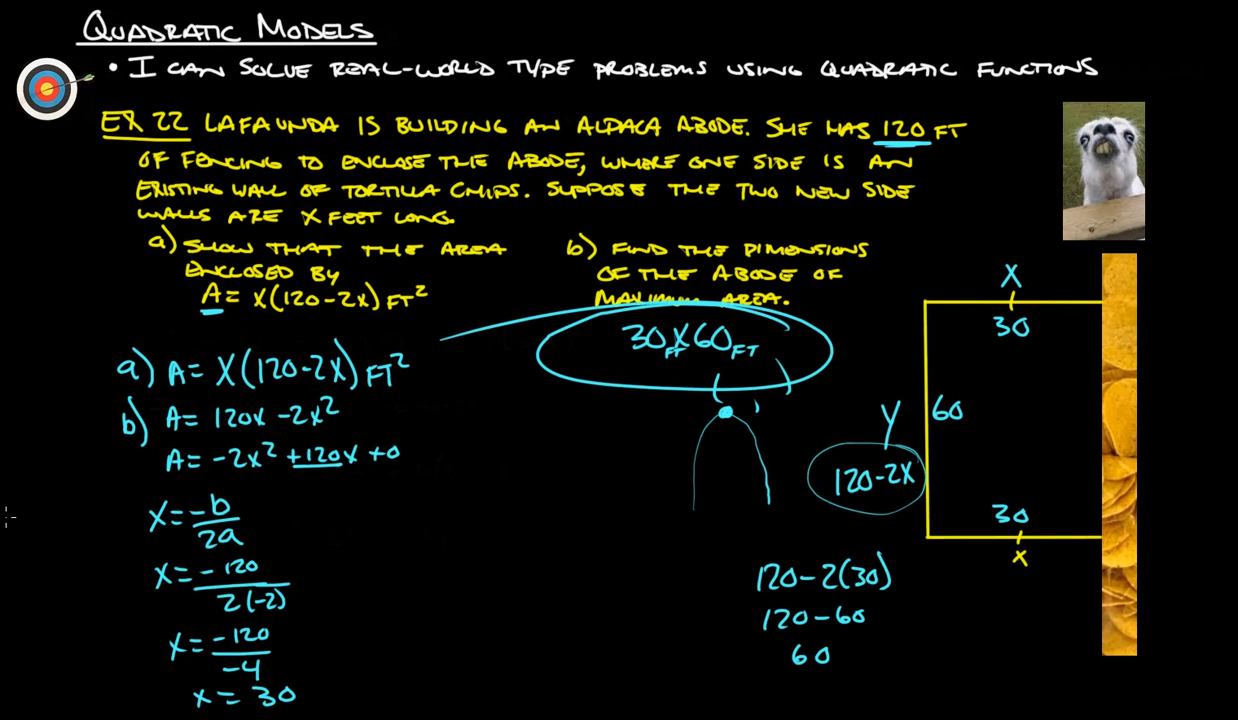 QUADRATIC MODELS
• I CAN SOLVE REAL-WORLD TYPE PROBLEMS USING QUADRATIC FUNCTIONS
EX 22 LAFAUNDA IS BUILDING AN ALPACA ABODE. SHE HAS 120 FT
OF FENCING TO ENCLOSE THE ABODE, WHERE ONE SIDE IS AN
EXISTING WALL OF TORTILLA CHIPS. SUPPOSE THE TWO NEW SIDE
WALLS ARE X FEET LONG.
a) SHOW THAT THE AREA
ENCLOSED BY
A = X(120-2X) FT²
b) FIND THE DIMENSIONS
OF THE ABODE OF
MAXIMUM AREA.
30 FT X 60 FT
a) A = X(120-2X) FT²
b) A = 120X - 2X²
A = -2X² + 120X + 0
X = -b/2a
X = -120/2(-2)
X = -120/-4
X = 30
X
30
60
Y
120-2X
30
X
120 - 2(30)
120 - 60
60